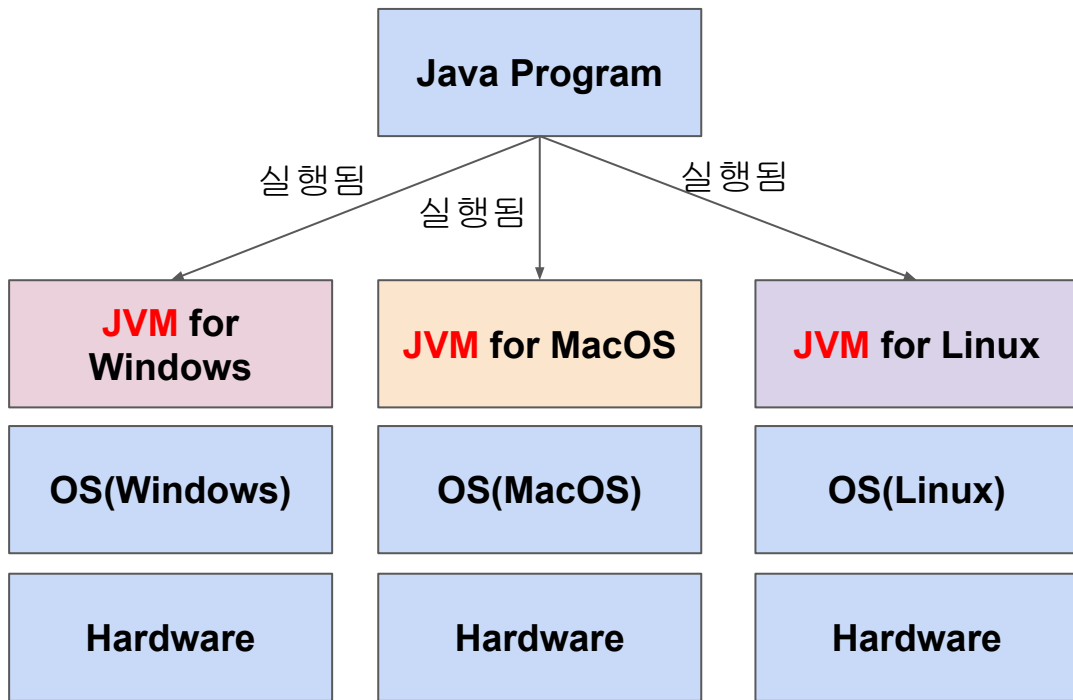 Java Program
실행됨
실행됨
실행됨
JVM for
Windows
JVM for MacOS
JVM for Linux
OS(Windows)
OS(MacOS)
OS(Linux)
Hardware
Hardware
Hardware